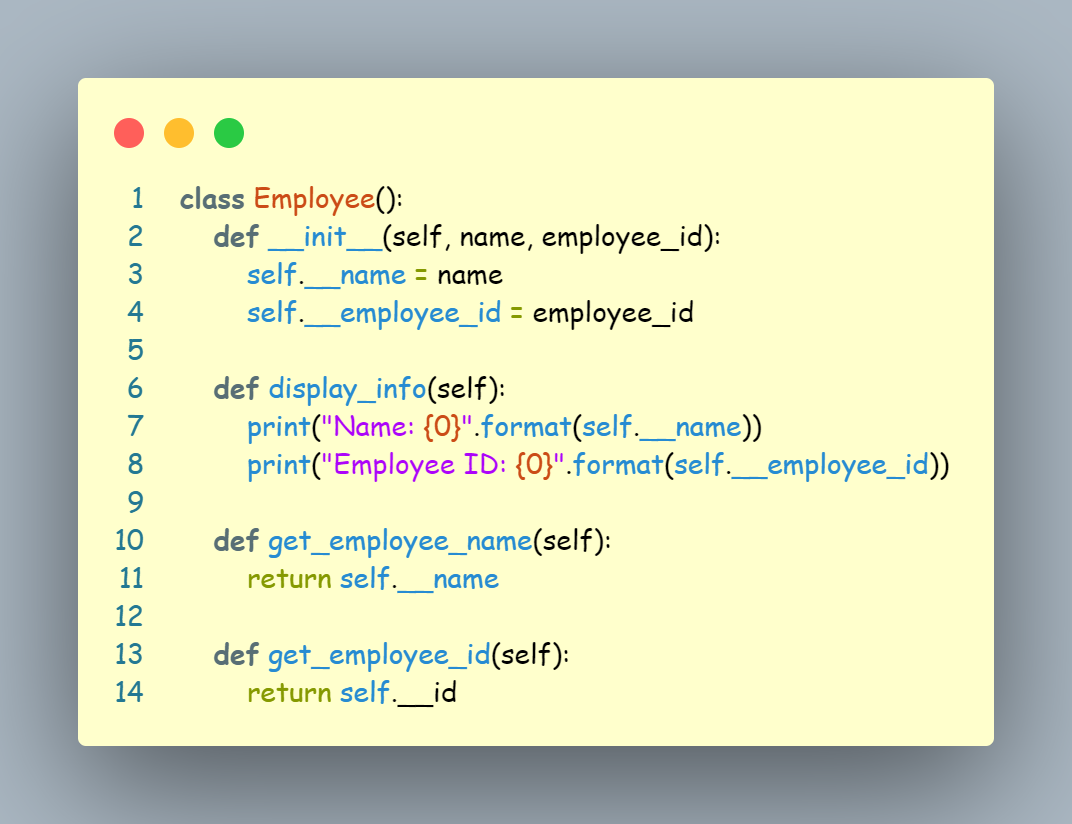 1 class Employee():
2 def __init__(self, name, employee_id):
3 self.__name = name
4 self.__employee_id = employee_id
5
6 def display_info(self):
7 print("Name: {0}".format(self.__name))
8 print("Employee ID: {0}".format(self.__employee_id))
9
10 def get_employee_name(self):
11 return self.__name
12
13 def get_employee_id(self):
14 return self.__id